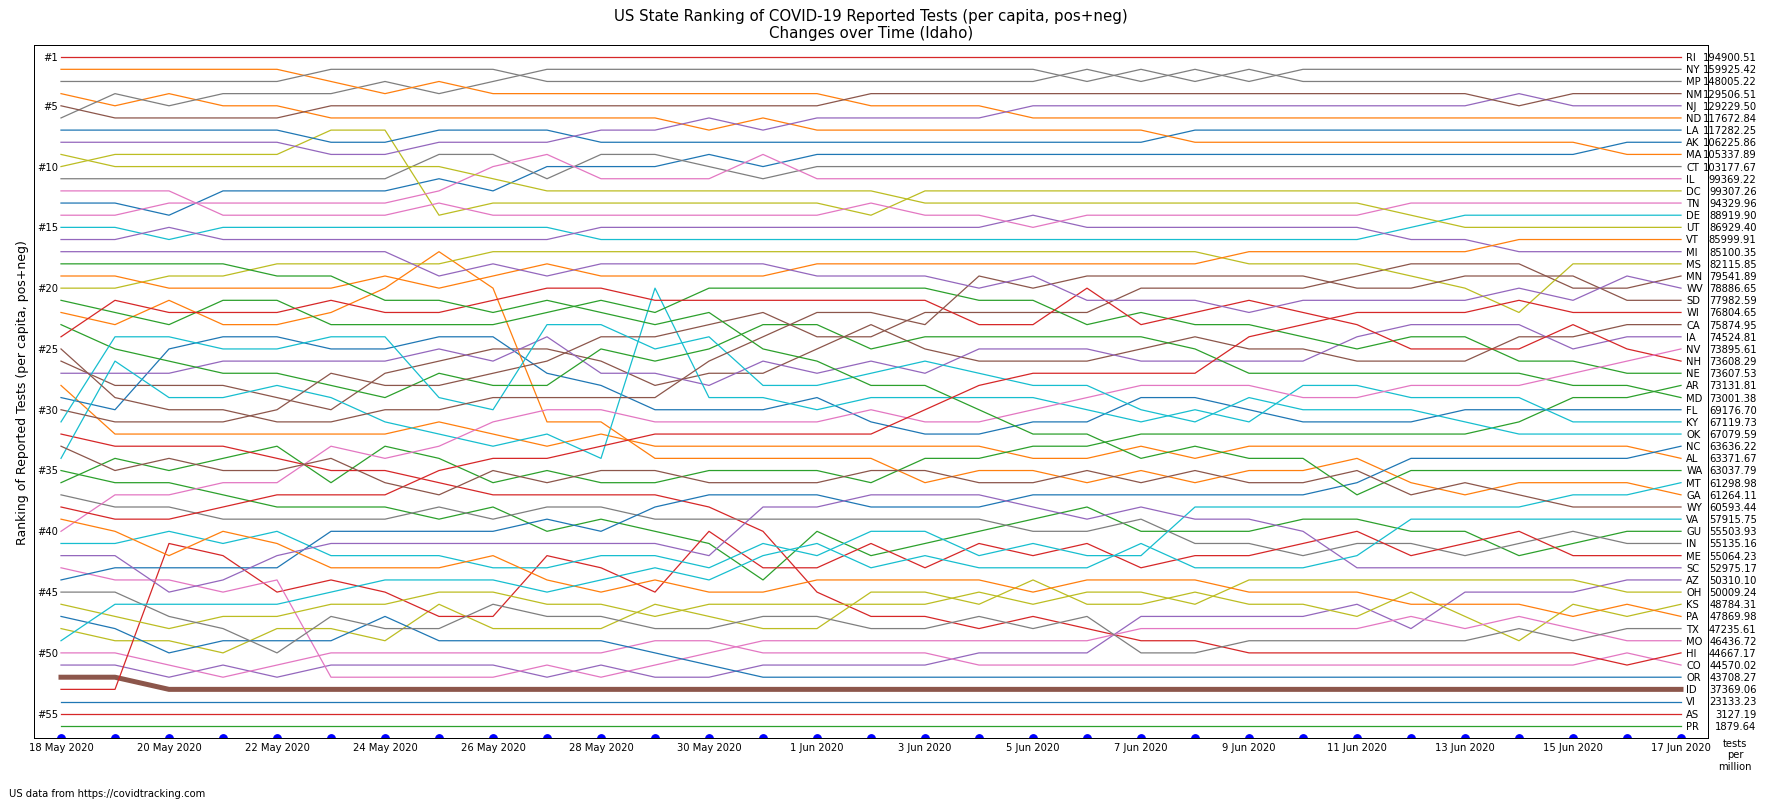 US State Ranking of COVID-19 Reported Tests (per capita, pos+neg)
Changes over Time (Idaho)
Ranking of Reported Tests (per capita, pos+neg)
#1
#5
#10
#15
#20
#25
#30
#35
#40
#45
#50
#55
RI 194900.51
NY 159925.42
MP 148005.22
NM 129506.51
NJ 129229.50
ND 117672.84
LA 117282.25
AK 106225.86
MA 105337.89
CT 103177.67
IL 99369.22
DC 99307.26
TN 94329.96
DE 88919.90
UT 86929.40
VT 85999.91
MI 85100.35
MS 82115.85
MN 79541.89
WV 78886.65
SD 77982.59
WI 76804.65
CA 75874.95
IA 74524.81
NV 73895.61
NH 73608.29
NE 73607.53
AR 73131.81
MD 73001.38
FL 69176.70
KY 67119.73
OK 67079.59
NC 63636.22
AL 63371.67
WA 63037.79
MT 61298.98
GA 61264.11
WY 60593.44
VA 57915.75
GU 55503.93
IN 55135.16
ME 55064.23
SC 52975.17
AZ 50310.10
OH 50009.24
KS 48784.31
PA 47869.98
TX 47235.61
MO 46436.72
HI 44667.17
CO 44570.02
OR 43708.27
ID 37369.06
VI 23133.23
AS 3127.19
PR 1879.64
18 May 2020 20 May 2020 22 May 2020 24 May 2020 26 May 2020 28 May 2020 30 May 2020 1 Jun 2020 3 Jun 2020 5 Jun 2020 7 Jun 2020 9 Jun 2020 11 Jun 2020 13 Jun 2020 15 Jun 2020 17 Jun 2020
tests
per
million
US data from https://covidtracking.com